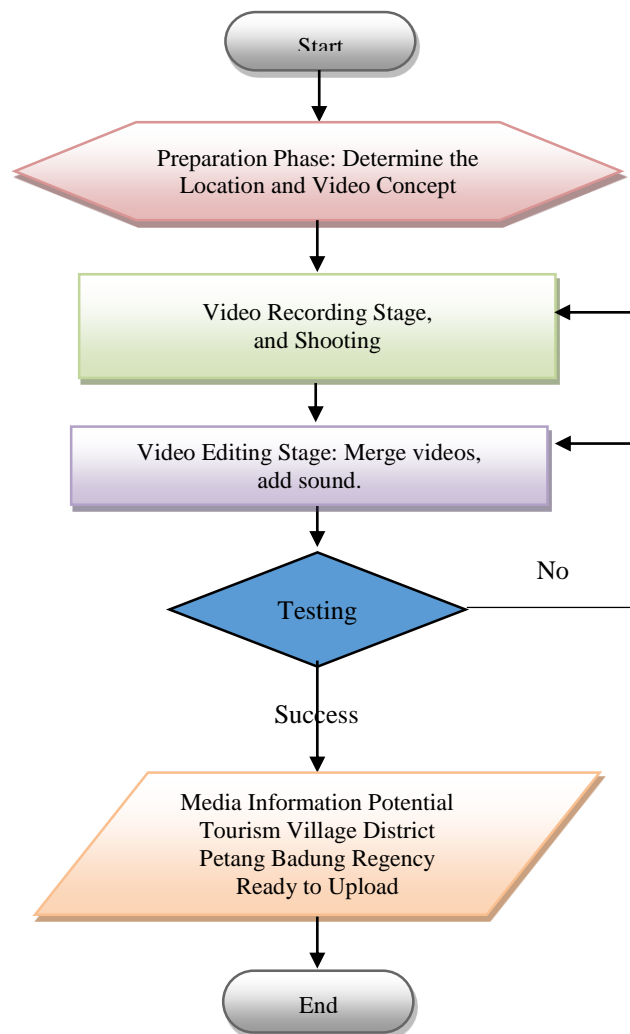 Start
Preparation Phase: Determine the
Location and Video Concept
Video Recording Stage,
and Shooting
Video Editing Stage: Merge videos,
add sound.
No
Testing
Success
Media Information Potential
Tourism Village District
Petang Badung Regency
Ready to Upload
End